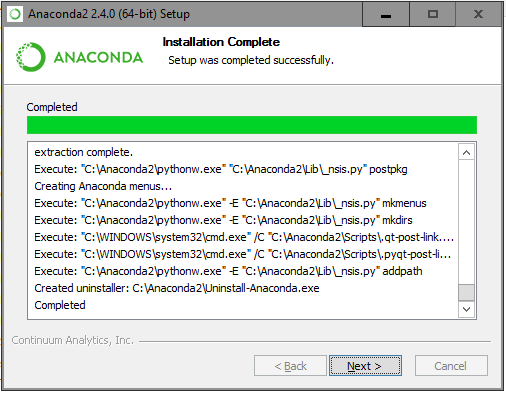 Anaconda2 2.4.0 (64-bit) Setup
ANACONDA
Installation Complete
Setup was completed successfully.
Completed
extraction complete.
Execute: "C:\Anaconda2\pythonw.exe" "C:\Anaconda2\Lib\_nsis.py" postpkg
Creating Anaconda menus...
Execute: "C:\Anaconda2\pythonw.exe" -E "C:\Anaconda2\Lib\_nsis.py" mkmenus
Execute: "C:\Anaconda2\pythonw.exe" -E "C:\Anaconda2\Lib\_nsis.py" mkdirs
Execute: "C:\WINDOWS\system32\cmd.exe" /C "C:\Anaconda2\Scripts\.qt-post-link....
Execute: "C:\WINDOWS\system32\cmd.exe" /C "C:\Anaconda2\Scripts\.pyqt-post-li...
Execute: "C:\Anaconda2\pythonw.exe" -E "C:\Anaconda2\Lib\_nsis.py" addpath
Created uninstaller: C:\Anaconda2\Uninstall-Anaconda.exe
Completed
Continuum Analytics, Inc.
< Back Next > Cancel